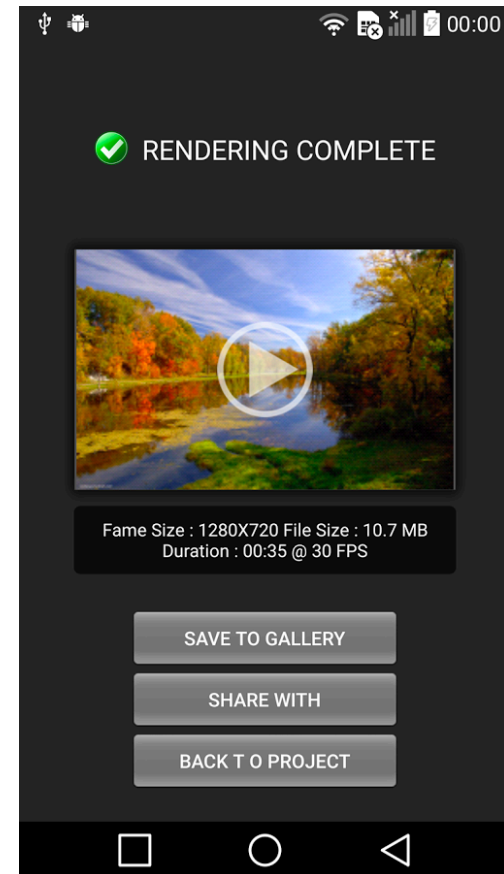 00:00
RENDERING COMPLETE
Fame Size : 1280X720 File Size : 10.7 MB
Duration : 00:35 @ 30 FPS
SAVE TO GALLERY
SHARE WITH
BACK T O PROJECT